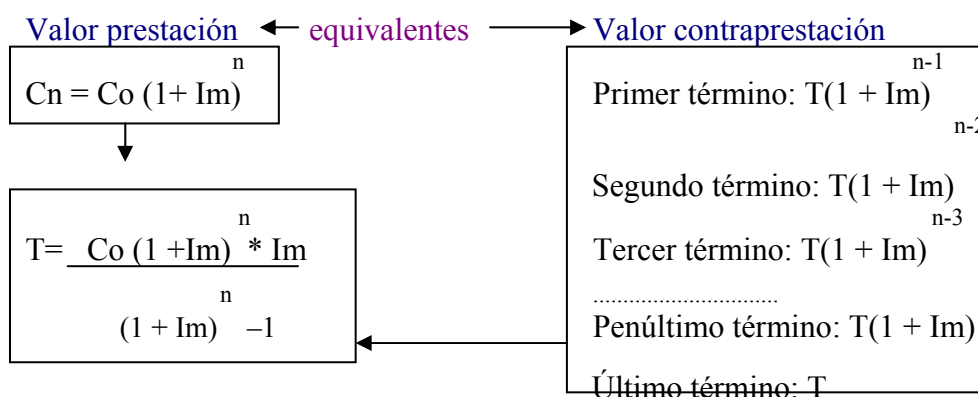 Valor prestación equivalentes Valor contraprestación
n
Cn = Co (1+ Im)
n
T= Co (1 +Im) * Im
n
(1 + Im) –1
n-1
Primer término: T(1 + Im)
n-2
Segundo término: T(1 + Im)
n-3
Tercer término: T(1 + Im)
...............................
Penúltimo término: T(1 + Im)
Último término: T